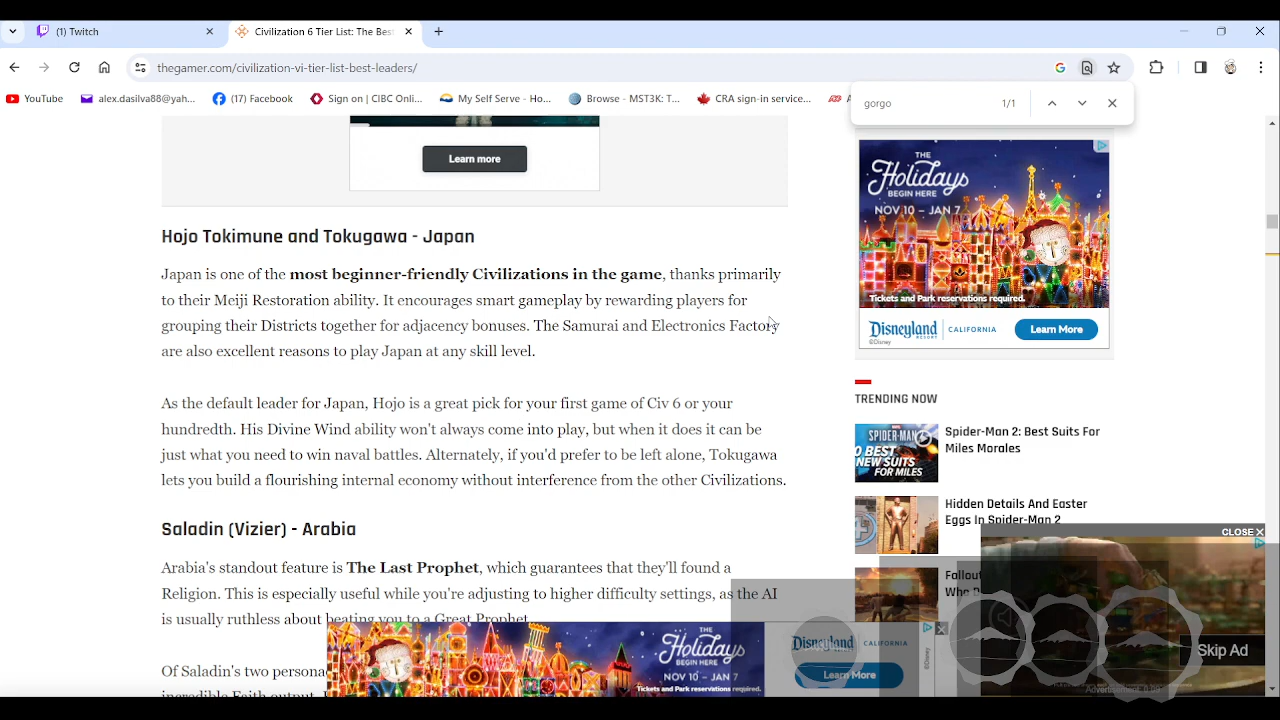 (1) Twitch
Civilization 6 Tier List: The Bes
thegamer.com/civilization-vi-tier-list-best-leaders/
YouTube
alex.dasilva88@yah...
(17) Facebook
Sign on | CIBC Onli...
My Self Serve - Ho...
Browse - MST3K: T...
CRA sign-in service...
ADP
gorgo
1/1
Learn more
Hojo Tokimune and Tokugawa - Japan
Japan is one of the most beginner-friendly Civilizations in the game, thanks primarily
to their Meiji Restoration ability. It encourages smart gameplay by rewarding players for
grouping their Districts together for adjacency bonuses. The Samurai and Electronics Factory
are also excellent reasons to play Japan at any skill level.
As the default leader for Japan, Hojo is a great pick for your first game of Civ 6 or your
hundredth. His Divine Wind ability won't always come into play, but when it does it can be
just what you need to win naval battles. Alternately, if you'd prefer to be left alone, Tokugawa
lets you build a flourishing internal economy without interference from the other Civilizations.
Saladin (Vizier) - Arabia
Arabia's standout feature is The Last Prophet, which guarantees that they'll found a
Religion. This is especially useful while you're adjusting to higher difficulty settings, as the AI
is usually ruthless about beating you to a Great Prophet.
Of Saladin's two persona
incredible Faith output.
THE
Holidays
BEGIN HERE
NOV 10 - JAN 7
Tickets and Park reservations required.
Disneyland
RESORT
CALIFORNIA
©Disney
Learn More
TRENDING NOW
SPIDER-MAN 2
0 BEST
NEW SUITS
FOR MILES
Spider-Man 2: Best Suits For
Miles Morales
Hidden Details And Easter
Eggs In Spider-Man 2
Fallout
CLOSE X
Skip Ad
THE
Holidays
BEGIN HERE
NOV 10 - JAN 7
Tickets and Park reservations required.
Disneyland
CALIFORNIA
©Disney
Learn More